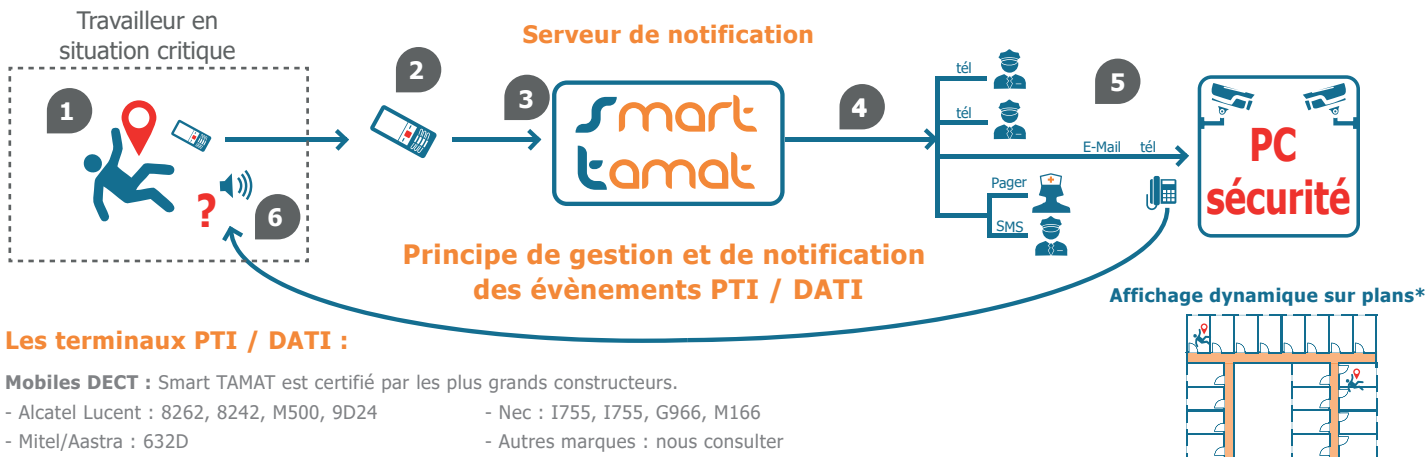 Travailleur en
situation critique
Serveur de notification
1
2
3
4
5
6
?
smart
tamat
tél
tél
E-Mail tél
Pager
SMS
PC
sécurité
Principe de gestion et de notification
des évènements PTI / DATI
Affichage dynamique sur plans*
Les terminaux PTI / DATI :
Mobiles DECT : Smart TAMAT est certifié par les plus grands constructeurs.
- Alcatel Lucent : 8262, 8242, M500, 9D24
- Mitel/Aastra : 632D
- Nec : I755, I755, G966, M166
- Autres marques : nous consulter